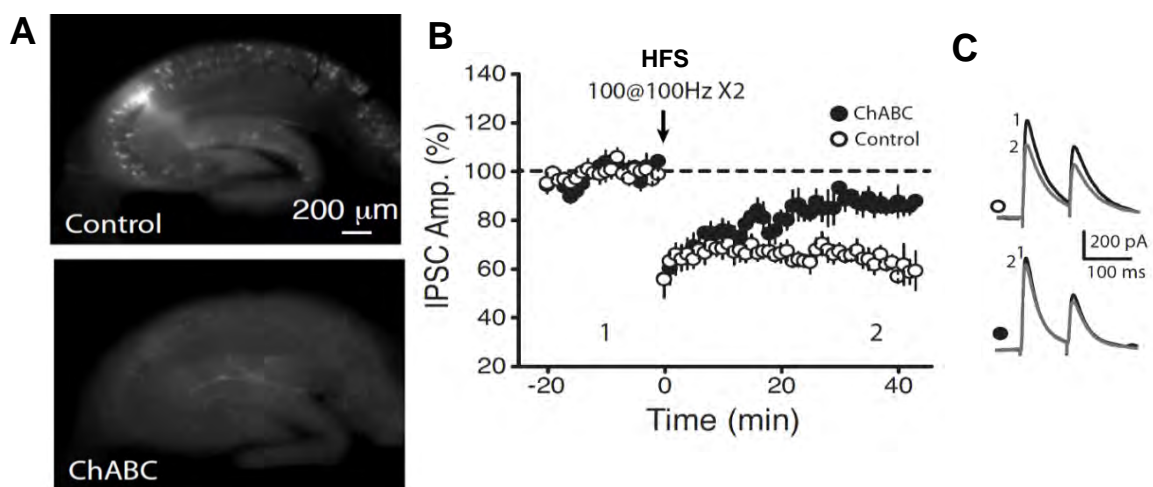 A
Control
200 μm
ChABC
B
HFS
100@100Hz X2
ChABC
Control
IPSC Amp. (%)
140
120
100
80
60
40
20
1
2
-20
0
20
40
Time (min)
C
1
2
200 pA
100 ms
2 1